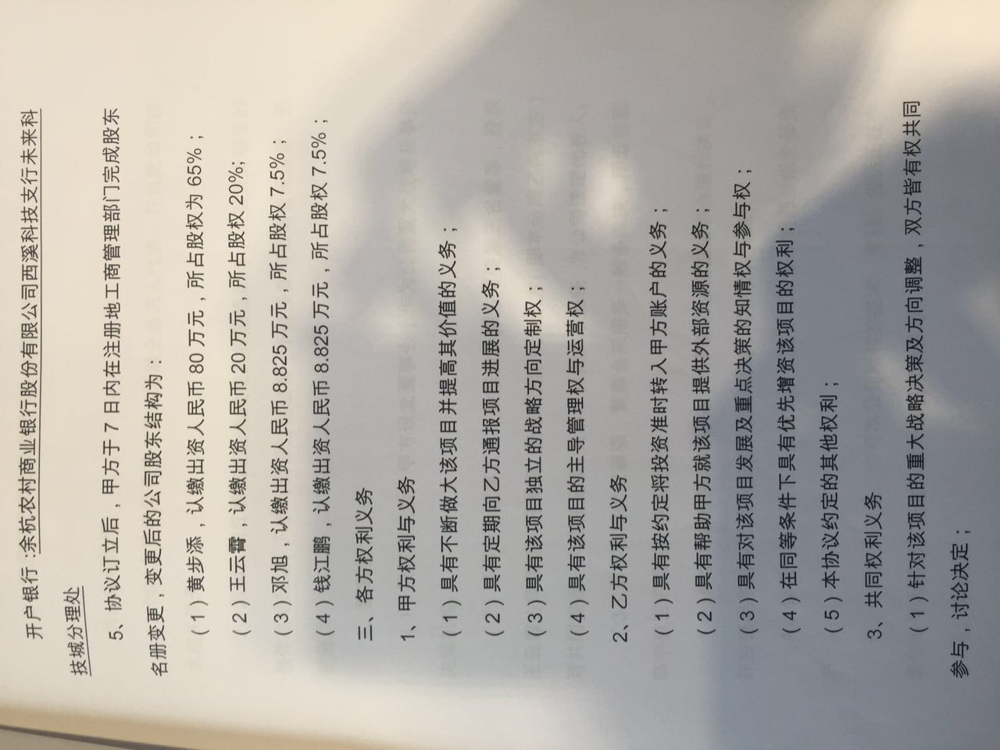 开户银行：余杭农村商业银行股份有限公司西溪科技支行未来科
技城分理处
5、协议订立后，甲方于 7 日内在注册地工商管理部门完成股东
名册变更，变更后的公司股东结构为：
（1）黄步添，认缴出资人民币 80 万元，所占股权为 65%；
（2）王云霄，认缴出资人民币 20 万元，所占股权 20%;
（3）邓旭，认缴出资人民币 8.825 万元，所占股权 7.5%；
（4）钱江鹏，认缴出资人民币 8.825 万元，所占股权 7.5%；
三、各方权利义务
1、甲方权利与义务
（1）具有不断做大该项目并提高其价值的义务；
（2）具有定期向乙方通报项目进展的义务；
（3）具有该项目独立的战略方向定制权；
（4）具有该项目的主导管理权与运营权；
2、乙方权利与义务
（1）具有按约定将投资准时转入甲方账户的义务；
（2）具有帮助甲方就该项目提供外部资源的义务；
（3）具有对该项目发展及重点决策的知情权与参与权；
（4）在同等条件下具有优先增资该项目的权利；
（5）本协议约定的其他权利；
3、共同权利义务
（1）针对该项目的重大战略决策及方向调整，双方皆有权共同
参与，讨论决定；